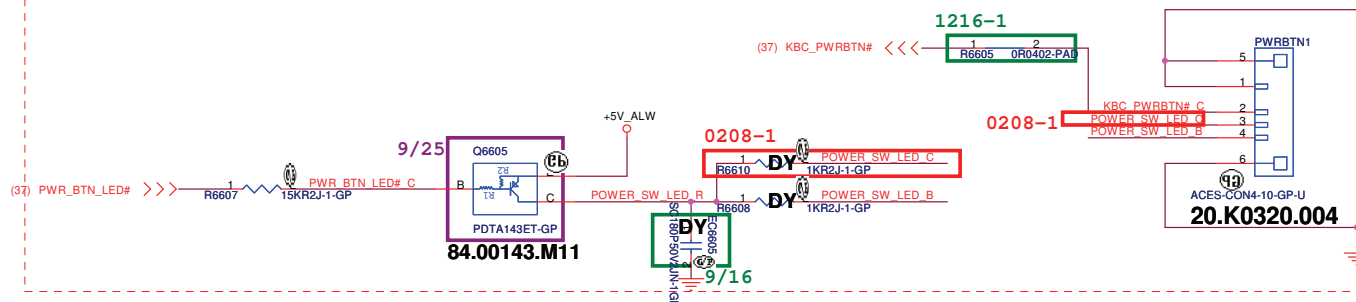 1216-1
(37) KBC_PWRBTN#
1
2
R6605
0R0402-PAD
PWRBTN1
5
1
KBC_PWRBTN#_C
2
0208-1
POWER_SW_LED_C
3
POWER_SW_LED_B
4
6
ACES-CON4-10-GP-U
20.K0320.004
+5V_ALW
9/25
Q6605
R2
R1
B
E
C
PDTA143ET-GP
84.00143.M11
(37) PWR_BTN_LED#
1
R6607
15KR2J-1-GP
PWR_BTN_LED#_C
0208-1
1
DY
POWER_SW_LED_C
R6610
1KR2J-1-GP
POWER_SW_LED_R
1
DY
POWER_SW_LED_B
R6608
1KR2J-1-GP
DY
EC6605
9/16